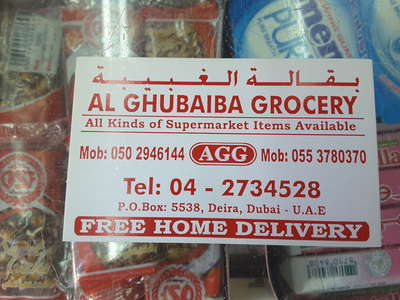 بقالة الغبيبة
AL GHUBAIBA GROCERY
All Kinds of Supermarket Items Available
Mob: 050 2946144 AGG Mob: 055 3780370
Tel: 04 - 2734528
P.O.Box: 5538, Deira, Dubai - U.A.E
FREE HOME DELIVERY